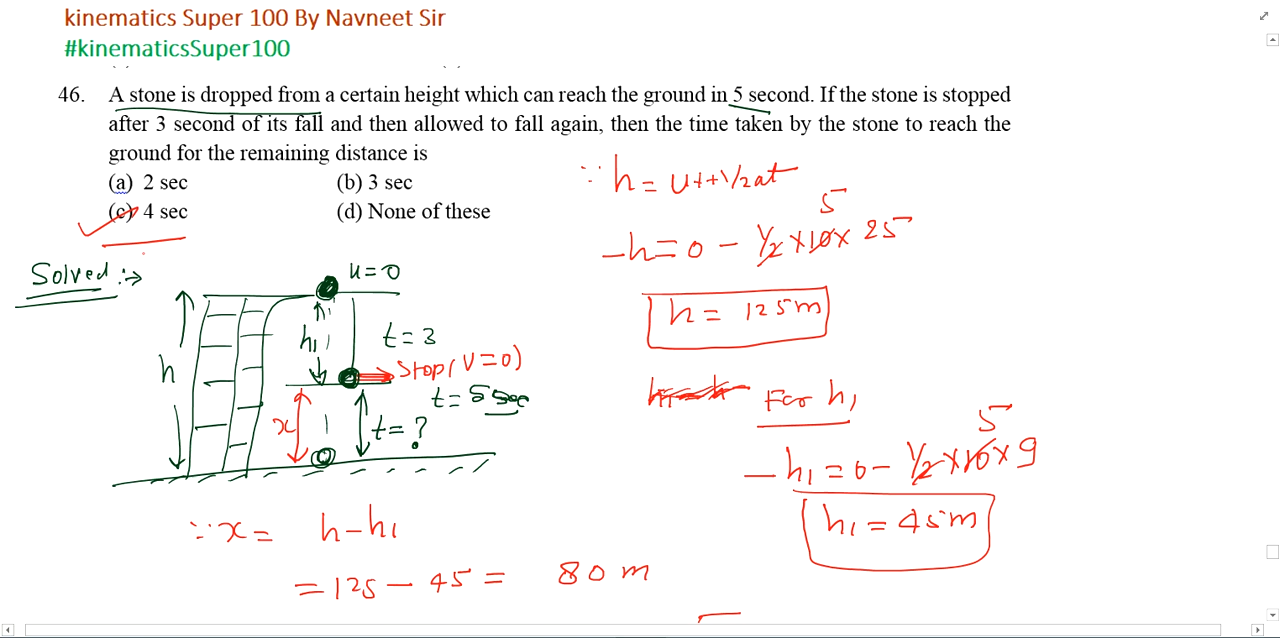 kinematics Super 100 By Navneet Sir
#kinematicsSuper100
46. A stone is dropped from a certain height which can reach the ground in 5 second. If the stone is stopped
after 3 second of its fall and then allowed to fall again, then the time taken by the stone to reach the
ground for the remaining distance is
(a) 2 sec (b) 3 sec
(c) 4 sec (d) None of these
∵ h = ut + 1/2 at
5
-h = 0 - 1/2 × 10 × 25
h = 125m
Solved :→
u = 0
h
h₁
t = 3
Stop (V=0)
t = 5 sec
x
t = ?
For h₁
5
-h₁ = 0 - 1/2 × 10 × 9
h₁ = 45m
∵ x = h - h₁
= 125 - 45 = 80 m